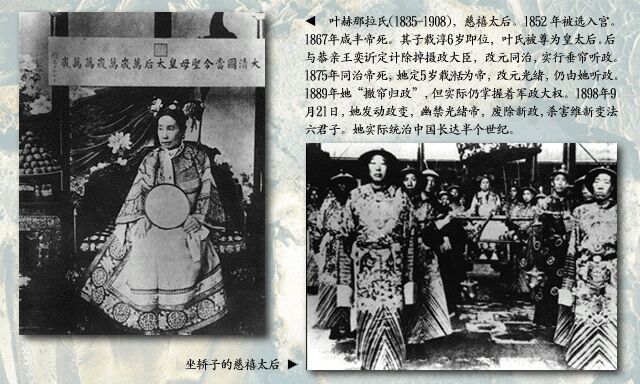 大清國當今聖母皇太后萬歲萬歲萬萬歲
叶赫那拉氏(1835-1908)，慈禧太后。1852年被选入宫。
1867年咸丰帝死。其子载淳6岁即位，叶氏被尊为皇太后。后
与恭亲王奕訢定计除掉摄政大臣，改元同治，实行垂帘听政。
1875年同治帝死，她定5岁载湉为帝，改元光緒，仍由她听政。
1889年她“撤帘归政”，但实际仍掌握着军政大权。1898年9
月21日，她发动政变，幽禁光緒帝，废除新政，杀害维新变法
六君子。她实际统治中国长达半个世纪。
坐轿子的慈禧太后